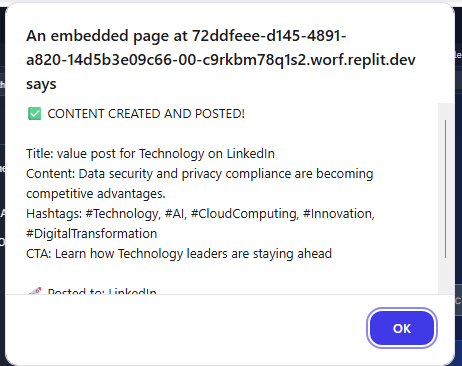 An embedded page at 72ddfeee-d145-4891-
a820-14d5b3e09c66-00-c9rkbm78q1s2.worf.replit.dev
says
✅ CONTENT CREATED AND POSTED!
Title: value post for Technology on LinkedIn
Content: Data security and privacy compliance are becoming
competitive advantages.
Hashtags: #Technology, #AI, #CloudComputing, #Innovation,
#DigitalTransformation
CTA: Learn how Technology leaders are staying ahead
🚀 Posted to: LinkedIn
OK